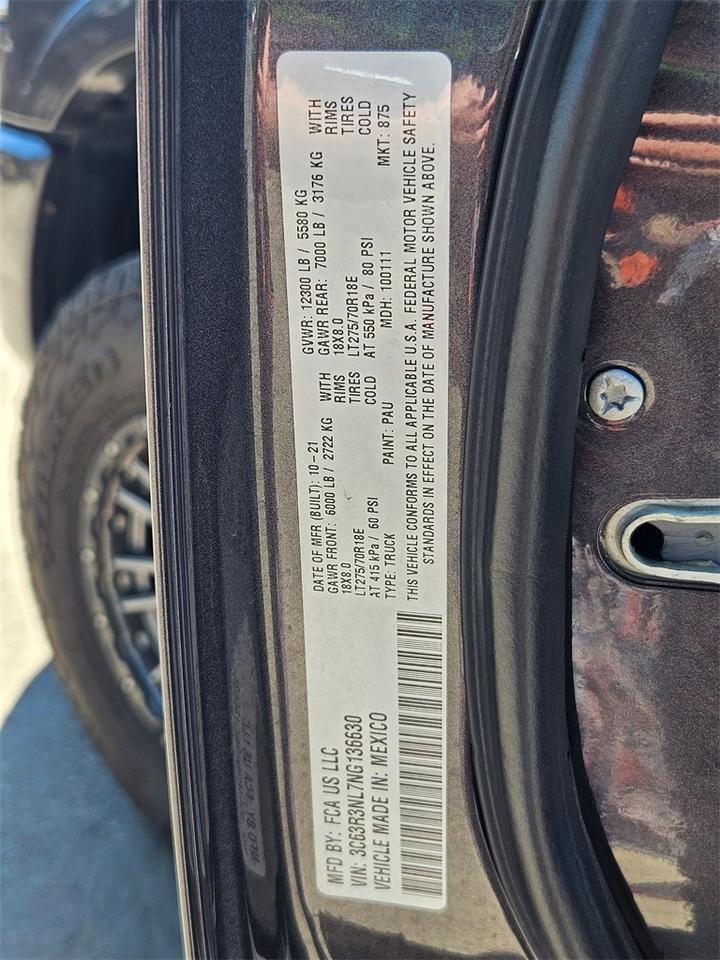 MFD BY: FCA US LLC
VIN: 3C63R3NL7NG136630
VEHICLE MADE IN: MEXICO
DATE OF MFR (BUILT): 10-21 GVWR: 12300 LB / 5580 KG
GAWR FRONT: 6000 LB / 2722 KG WITH GAWR REAR: 7000 LB / 3176 KG WITH
18X8.0 RIMS 18X8.0 RIMS
LT275/70R18E TIRES LT275/70R18E TIRES
AT 415 kPa / 60 PSI COLD AT 550 kPa / 80 PSI COLD
TYPE: TRUCK PAINT: PAU MDH: 100111 MKT: 875
THIS VEHICLE CONFORMS TO ALL APPLICABLE U.S.A. FEDERAL MOTOR VEHICLE SAFETY
STANDARDS IN EFFECT ON THE DATE OF MANUFACTURE SHOWN ABOVE.